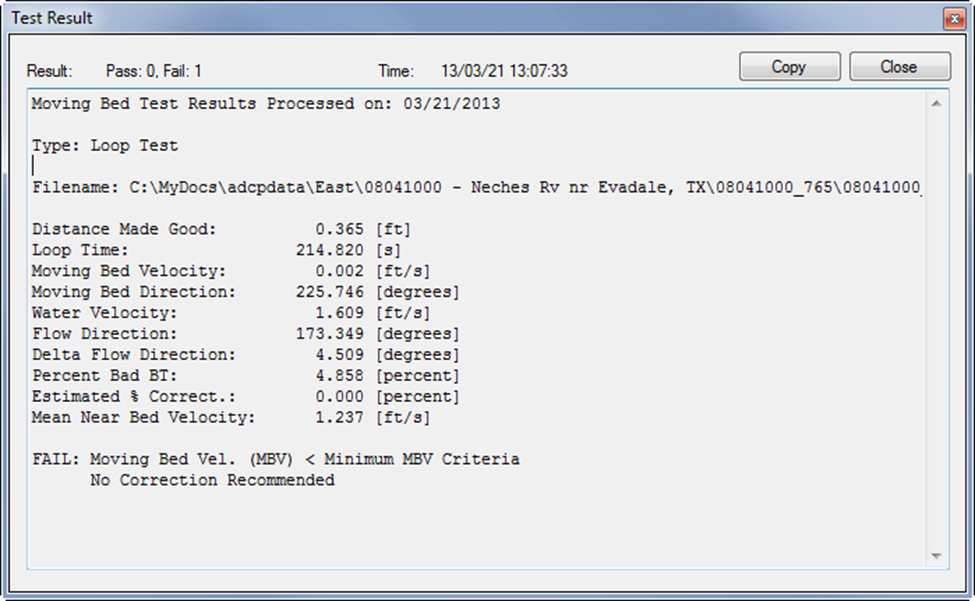 Test Result
Result: Pass: 0, Fail: 1 Time: 13/03/21 13:07:33 Copy Close
Moving Bed Test Results Processed on: 03/21/2013
Type: Loop Test
Filename: C:\MyDocs\adcpdata\East\08041000 - Neches Rv nr Evadale, TX\08041000_765\08041000_
Distance Made Good: 0.365 [ft]
Loop Time: 214.820 [s]
Moving Bed Velocity: 0.002 [ft/s]
Moving Bed Direction: 225.746 [degrees]
Water Velocity: 1.609 [ft/s]
Flow Direction: 173.349 [degrees]
Delta Flow Direction: 4.509 [degrees]
Percent Bad BT: 4.858 [percent]
Estimated % Correct.: 0.000 [percent]
Mean Near Bed Velocity: 1.237 [ft/s]
FAIL: Moving Bed Vel. (MBV) < Minimum MBV Criteria
No Correction Recommended